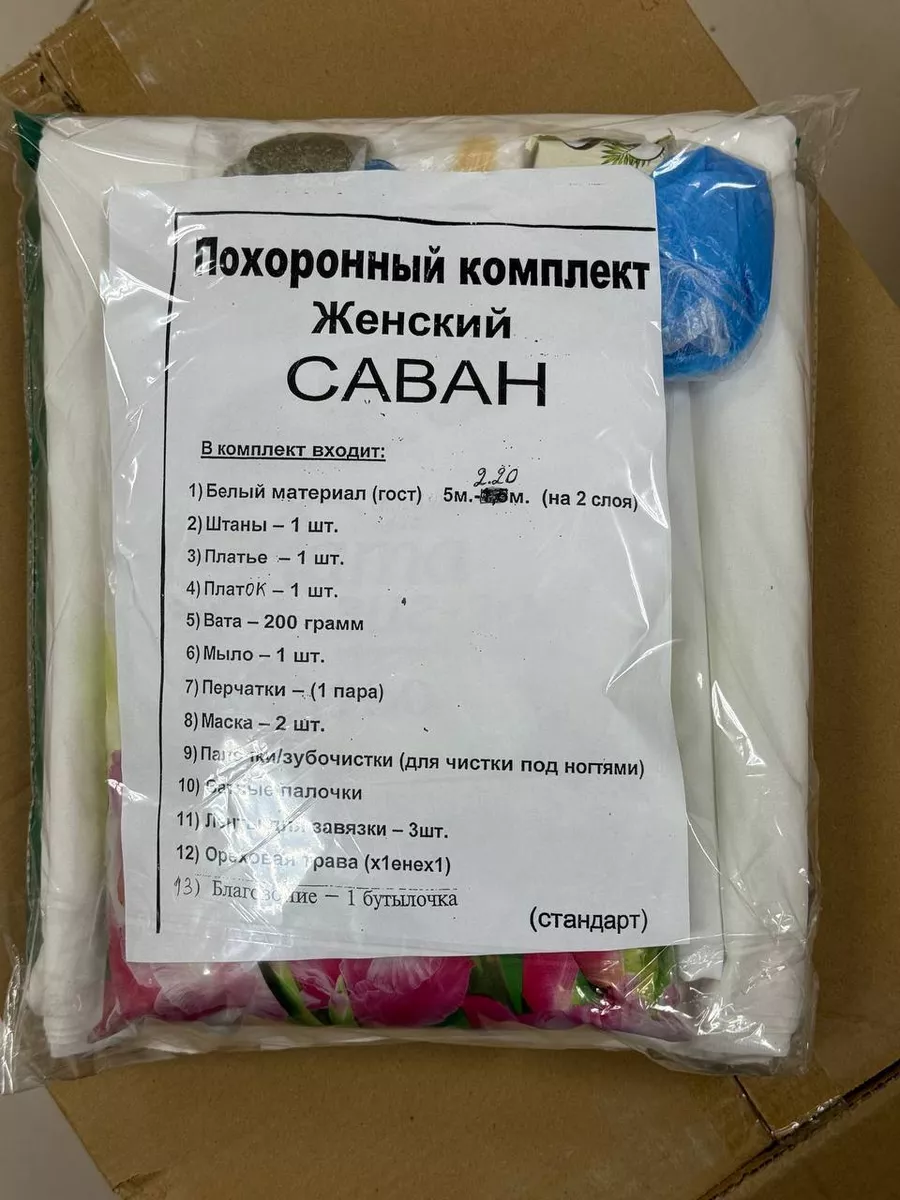 Похоронный комплект
Женский
САВАН
В комплект входит:
2.20
1) Белый материал (гост) 5м.- м. (на 2 слоя)
2) Штаны – 1 шт.
3) Платье – 1 шт.
4) Платок – 1 шт.
5) Вата – 200 грамм
6) Мыло – 1 шт.
7) Перчатки – (1 пара)
8) Маска – 2 шт.
9) /зубочистки (для чистки под ногтями)
10) палочки
11) завязки – 3шт.
12) Ореховая трава (х1енех1)
13) – 1 бутылочка
(стандарт)